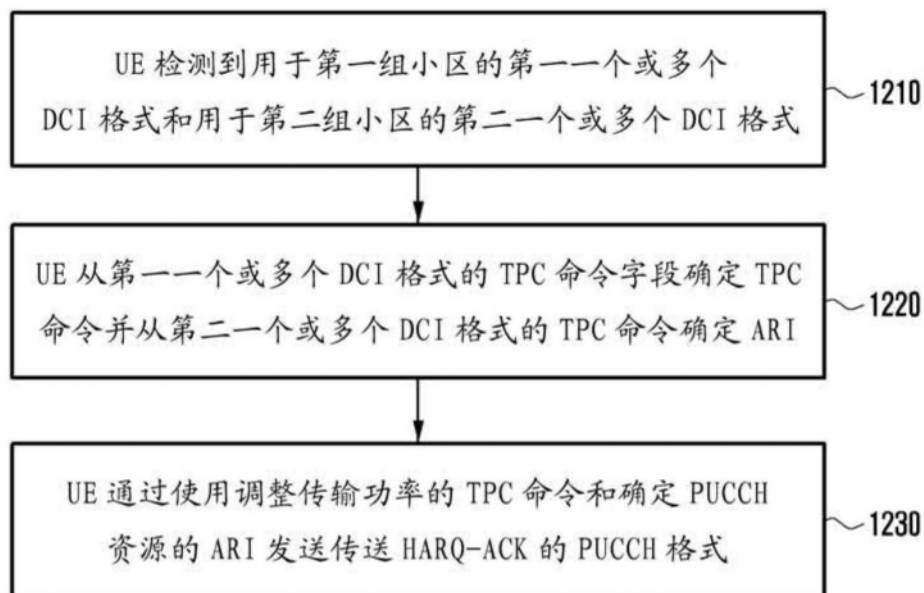 UE 检测到用于第一组小区的第一一个或多个
DCI 格式和用于第二组小区的第二一个或多个 DCI 格式
1210
UE 从第一一个或多个 DCI 格式的 TPC 命令字段确定 TPC
命令并从第二一个或多个 DCI 格式的 TPC 命令确定 ARI
1220
UE 通过使用调整传输功率的 TPC 命令和确定 PUCCH
资源的 ARI 发送传送 HARQ-ACK 的 PUCCH 格式
1230